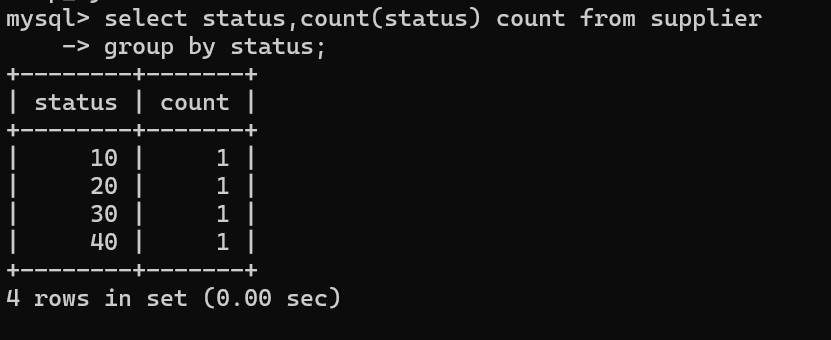 mysql> select status,count(status) count from supplier
    -> group by status;
+--------+-------+
| status | count |
+--------+-------+
|     10 |     1 |
|     20 |     1 |
|     30 |     1 |
|     40 |     1 |
+--------+-------+
4 rows in set (0.00 sec)